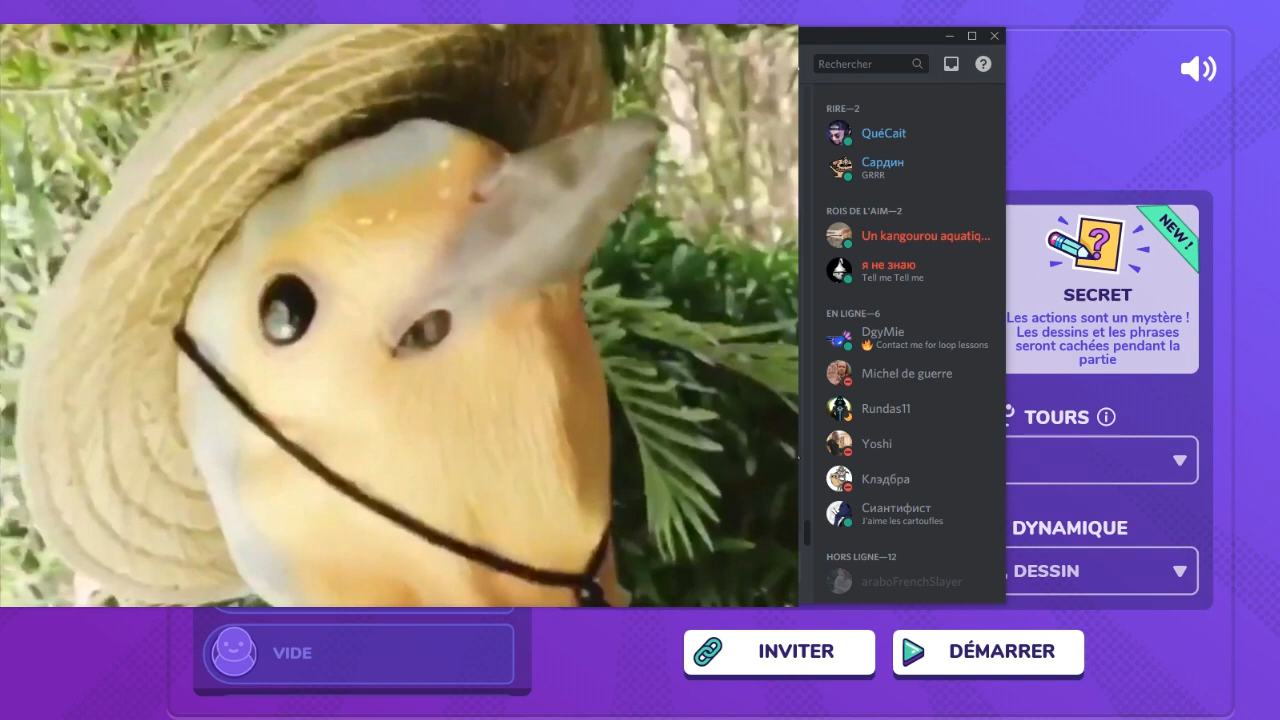 Rechercher
RIRE—2
QuéCait
Сардин
GRRR
ROIS DE L'AIM—2
Un kangourou aquatiq...
я не знаю
Tell me Tell me
EN LIGNE—6
DgyMie
🔥 Contact me for loop lessons
Michel de guerre
Rundas11
Yoshi
Клэдбра
Сиантифист
J'aime les cartoufles
HORS LIGNE—12
araboFrenchSlayer
NEW !
SECRET
Les actions sont un mystère !
Les dessins et les phrases
seront cachées pendant la
partie
TOURS
DYNAMIQUE
DESSIN
VIDE
INVITER
DÉMARRER